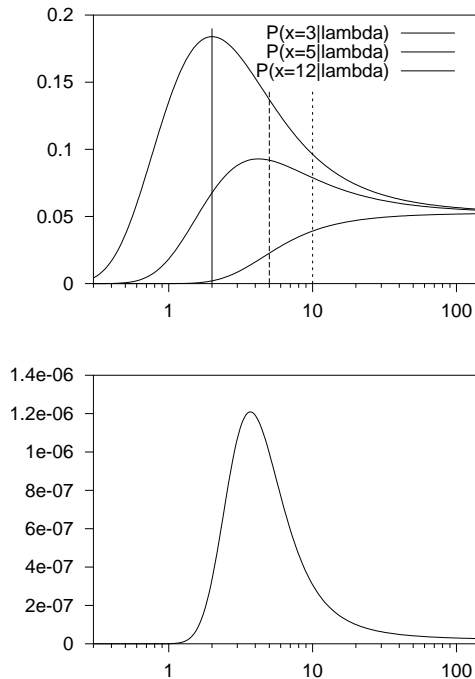 0.2
P(x=3|lambda)
P(x=5|lambda)
P(x=12|lambda)
0.15
0.1
0.05
0
1 10 100
1.4e-06
1.2e-06
1e-06
8e-07
6e-07
4e-07
2e-07
0
1 10 100